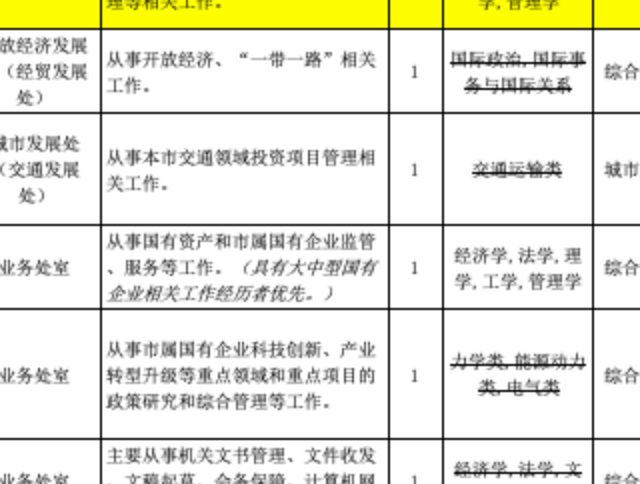 理等相关工作。
学,管理学
放经济发展
（经贸发展
处）
从事开放经济、“一带一路”相关
工作。
1
国际政治,国际事
务与国际关系
综合
城市发展处
（交通发展
处）
从事本市交通领域投资项目管理相
关工作。
1
交通运输类
城市
业务处室
从事国有资产和市属国有企业监管
、服务等工作。（具有大中型国有
企业相关工作经历者优先。）
1
经济学,法学,理
学,工学,管理学
综合
业务处室
从事市属国有企业科技创新、产业
转型升级等重点领域和重点项目的
政策研究和综合管理等工作。
1
力学类,能源动力
类,电气类
综合
业务处室
主要从事机关文书管理、文件收发
、文稿起草、会务保障、计算机网
1
经济学,法学,文
综合